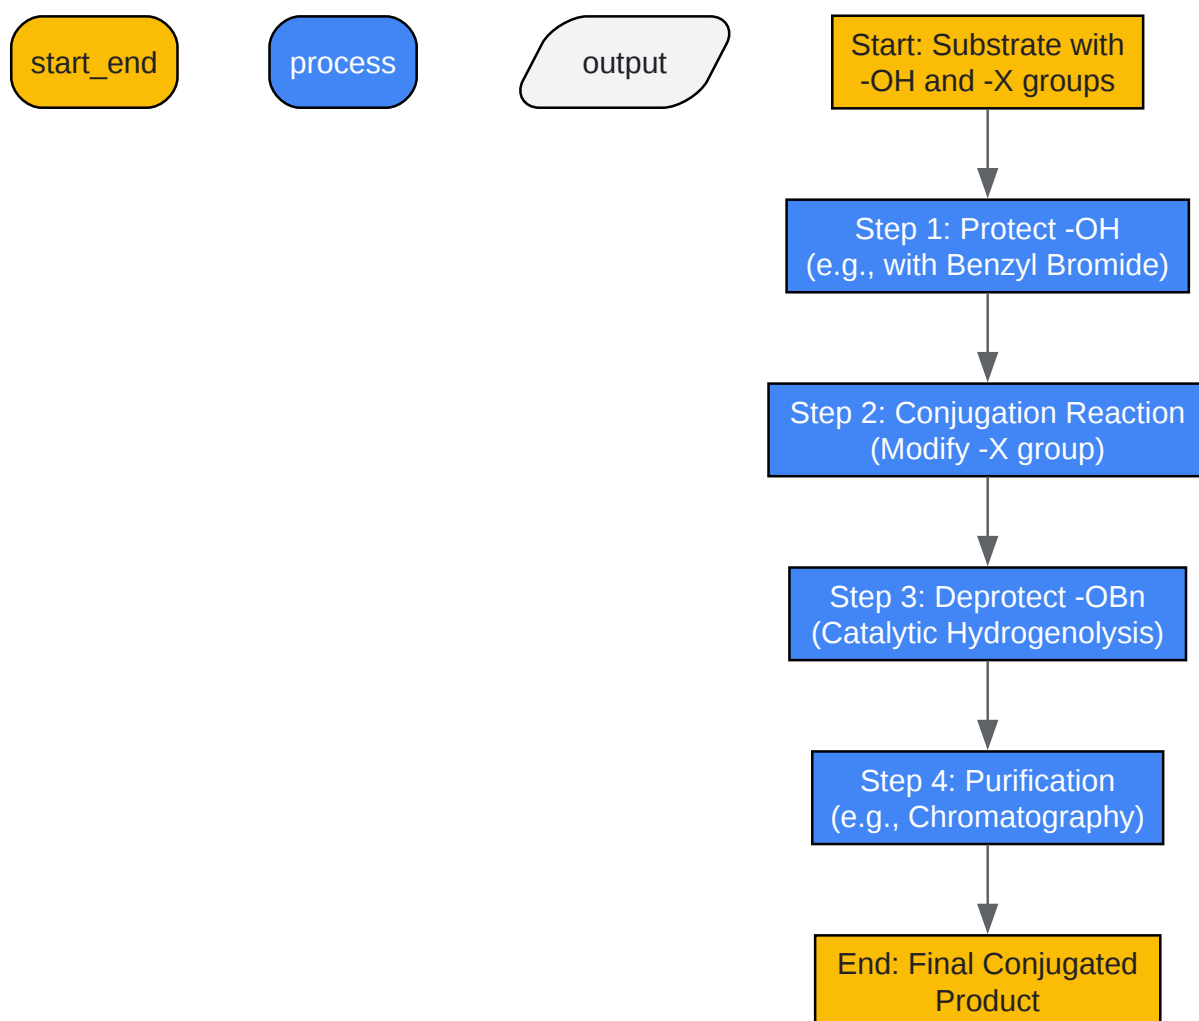 start_end
process
output
Start: Substrate with
-OH and -X groups
Step 1: Protect -OH
(e.g., with Benzyl Bromide)
Step 2: Conjugation Reaction
(Modify -X group)
Step 3: Deprotect -OBn
(Catalytic Hydrogenolysis)
Step 4: Purification
(e.g., Chromatography)
End: Final Conjugated
Product